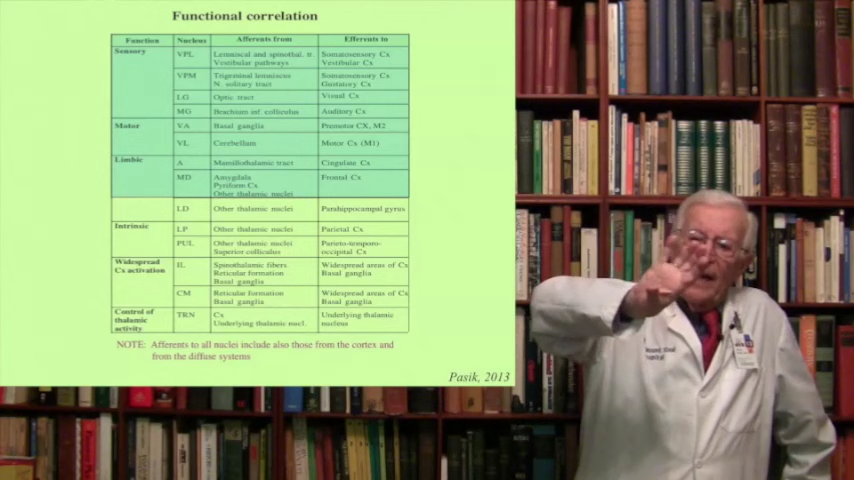 Functional correlation
Function Nucleus Afferents from Efferents to
Sensory VPL Lemniscal and spinothal. tr. Somatosensory Cx
Vestibular pathways Vestibular Cx
VPM Trigeminal lemniscus Somatosensory Cx
N. solitary tract Gustatory Cx
LG Optic tract Visual Cx
MG Brachium inf. colliculus Auditory Cx
Motor VA Basal ganglia Premotor CX, M2
VL Cerebellum Motor Cx (M1)
Limbic A Mamillothalamic tract Cingulate Cx
MD Amygdala Frontal Cx
Pyriform Cx
Other thalamic nuclei
LD Other thalamic nuclei Parahippocampal gyrus
Intrinsic LP Other thalamic nuclei Parietal Cx
PUL Other thalamic nuclei Parieto-temporo-
Superior colliculus occipital Cx
Widespread IL Spinothalamic fibers Widespread areas of Cx
Cx activation Reticular formation Basal ganglia
Basal ganglia
CM Reticular formation Widespread areas of Cx
Basal ganglia Basal ganglia
Control of TRN Cx Underlying thalamic
thalamic Underlying thalamic nucl. nucleus
activity
NOTE: Afferents to all nuclei include also those from the cortex and
from the diffuse systems
Pasik, 2013